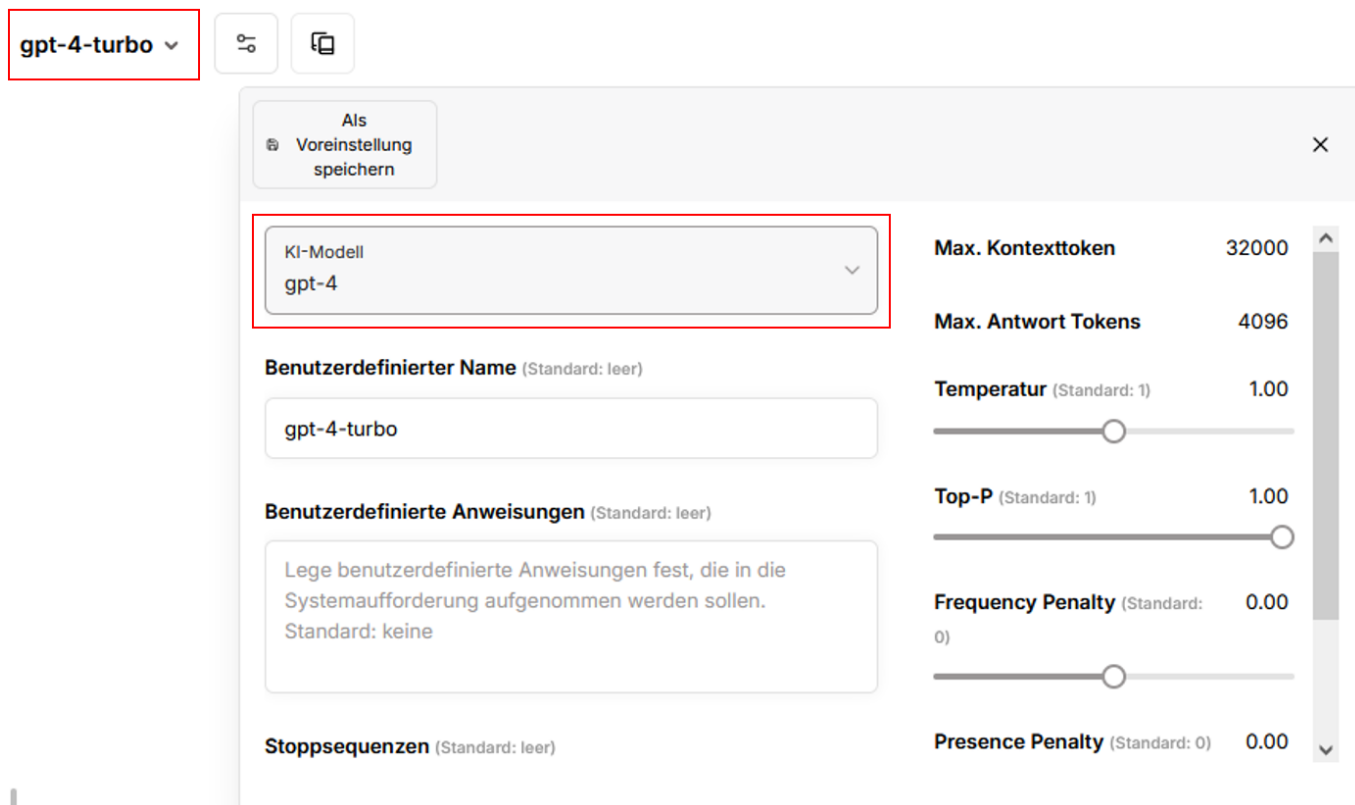 gpt-4-turbo
Als
Voreinstellung
speichern
KI-Modell
gpt-4
Benutzerdefinierter Name (Standard: leer)
gpt-4-turbo
Benutzerdefinierte Anweisungen (Standard: leer)
Lege benutzerdefinierte Anweisungen fest, die in die
Systemaufforderung aufgenommen werden sollen.
Standard: keine
Stoppsequenzen (Standard: leer)
Max. Kontexttoken 32000
Max. Antwort Tokens 4096
Temperatur (Standard: 1) 1.00
Top-P (Standard: 1) 1.00
Frequency Penalty (Standard: 0.00
0)
Presence Penalty (Standard: 0) 0.00